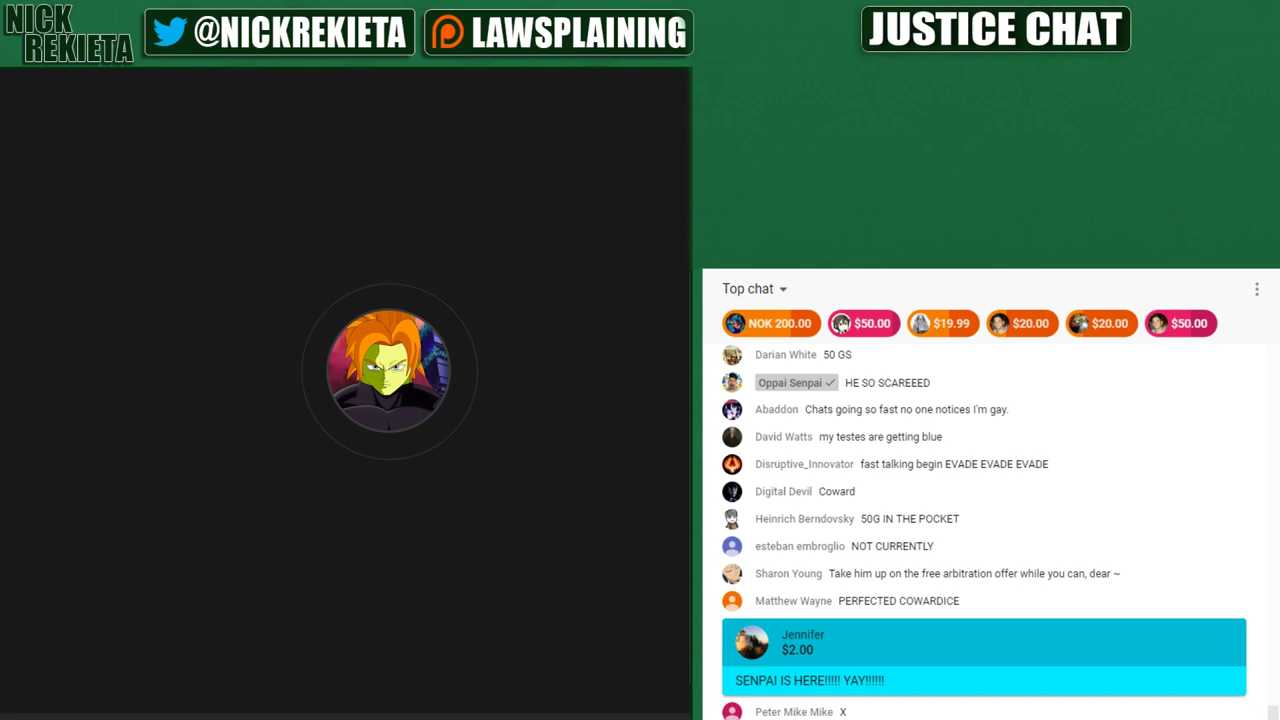 NICK
REKIETA
@NICKREKIETA
LAWSPLAINING
JUSTICE CHAT
Top chat
NOK 200.00 $50.00 $19.99 $20.00 $20.00 $50.00
Darian White 50 GS
Oppai Senpai HE SO SCAREEED
Abaddon Chats going so fast no one notices I'm gay.
David Watts my testes are getting blue
Disruptive_Innovator fast talking begin EVADE EVADE EVADE
Digital Devil Coward
Heinrich Berndovsky 50G IN THE POCKET
esteban embroglio NOT CURRENTLY
Sharon Young Take him up on the free arbitration offer while you can, dear ~
Matthew Wayne PERFECTED COWARDICE
Jennifer
$2.00
SENPAI IS HERE!!!!! YAY!!!!!!
Peter Mike Mike X